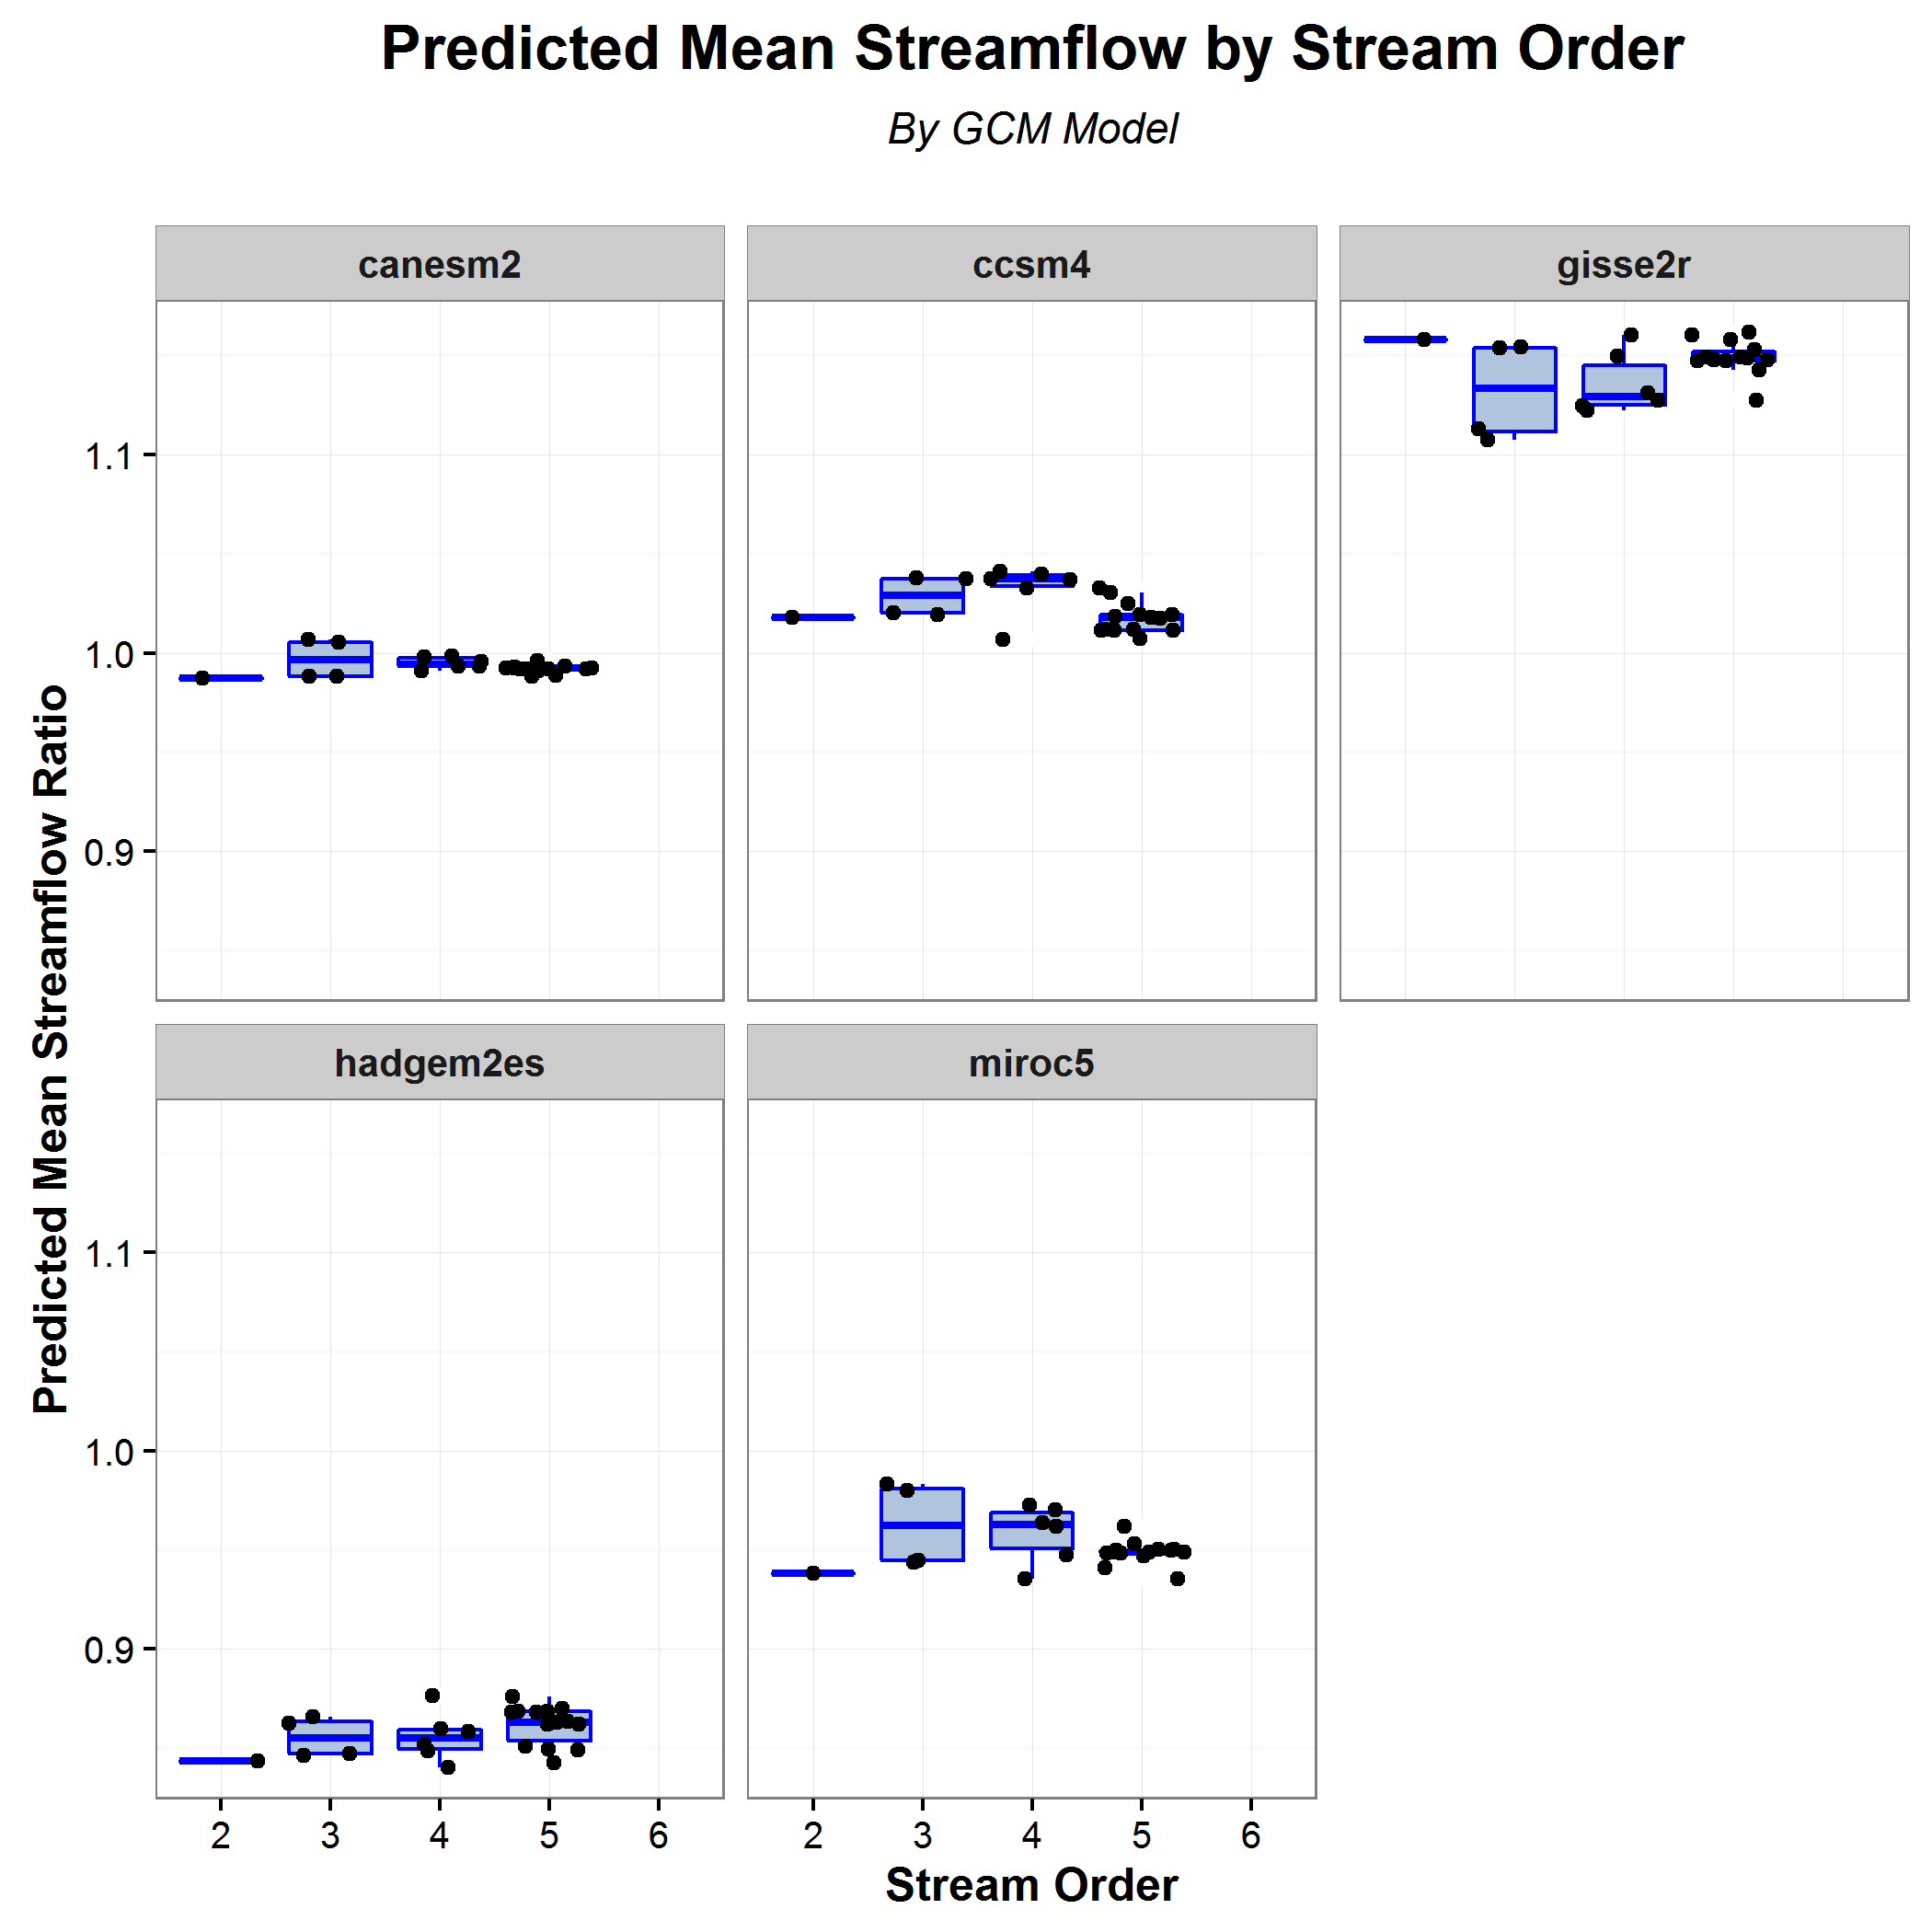 Predicted Mean Streamflow by Stream Order
By GCM Model
canesm2
ccsm4
gisse2r
1.1
1.0
0.9
Predicted Mean Streamflow Ratio
hadgem2es
miroc5
1.1
1.0
0.9
2 3 4 5 6
2 3 4 5 6
Stream Order